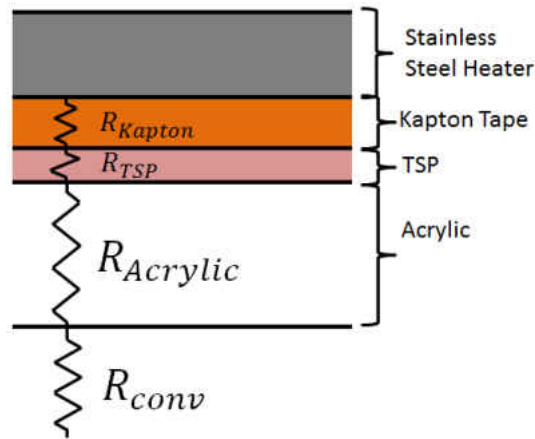 Stainless
Steel Heater
R_Kapton
Kapton Tape
R_TSP
TSP
Acrylic
R_Acrylic
R_conv